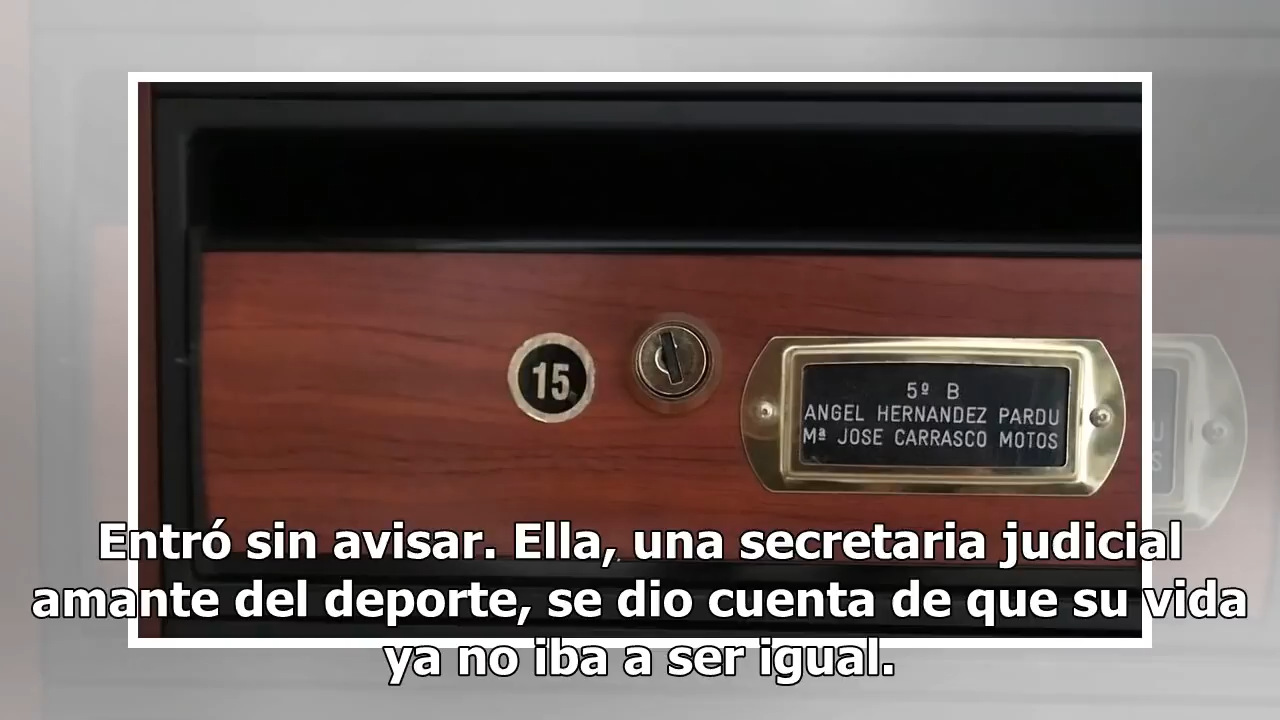 15
5º B
ANGEL HERNANDEZ PARDU
Mª JOSE CARRASCO MOTOS
Entró sin avisar. Ella, una secretaria judicial
amante del deporte, se dio cuenta de que su vida
ya no iba a ser igual.